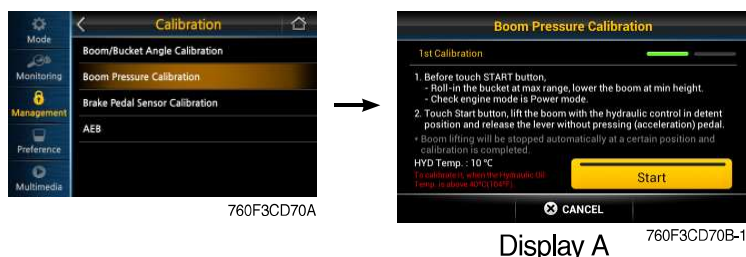 Mode
Monitoring
Management
Preference
Multimedia
Calibration
Boom/Bucket Angle Calibration
Boom Pressure Calibration
Brake Pedal Sensor Calibration
AEB
760F3CD70A
Boom Pressure Calibration
1st Calibration
1. Before touch START button,
- Roll-in the bucket at max range, lower the boom at min height.
- Check engine mode is Power mode.
2. Touch Start button, lift the boom with the hydraulic control in detent
position and release the lever without pressing (acceleration) pedal.
* Boom lifting will be stopped automatically at a certain position and
calibration is completed.
HYD Temp. : 10 ℃
To calibrate it, when the Hydraulic Oil
Temp. is above 40℃(104℉).
Start
CANCEL
Display A
760F3CD70B-1